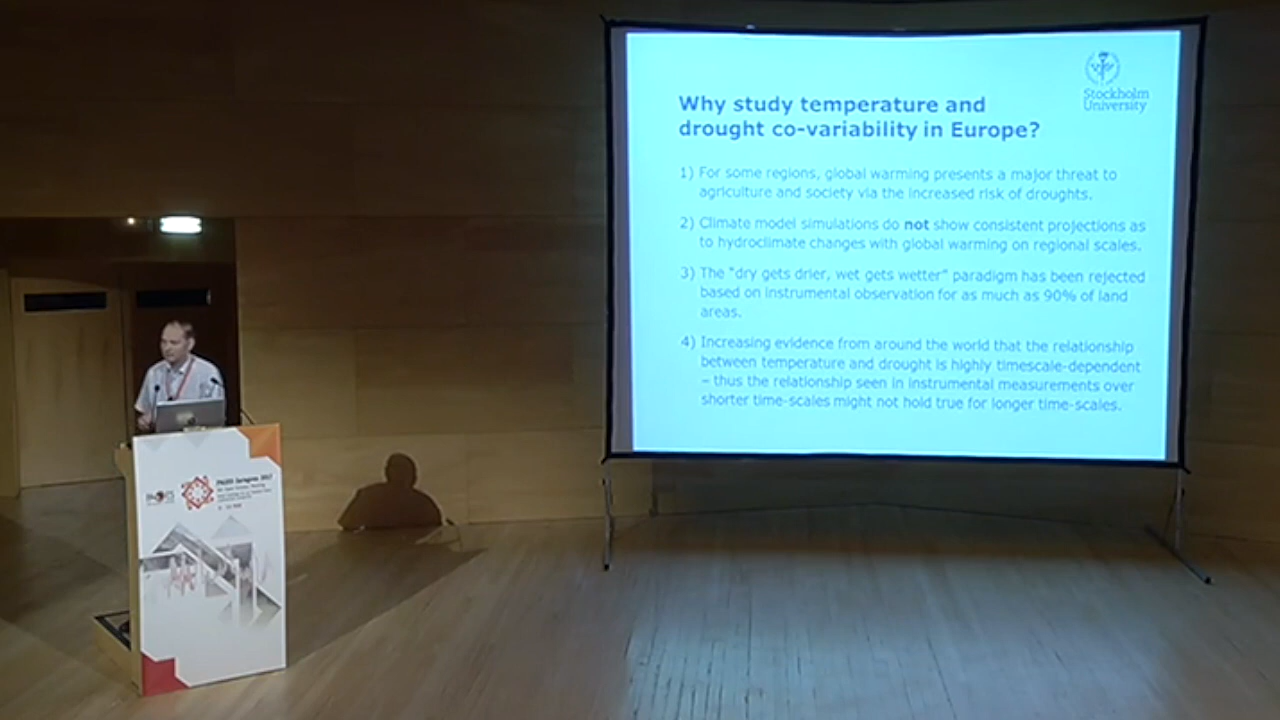 Stockholm
University
Why study temperature and
drought co-variability in Europe?
1) For some regions, global warming presents a major threat to
agriculture and society via the increased risk of droughts.
2) Climate model simulations do not show consistent projections as
to hydroclimate changes with global warming on regional scales.
3) The "dry gets drier, wet gets wetter" paradigm has been rejected
based on instrumental observation for as much as 90% of land
areas.
4) Increasing evidence from around the world that the relationship
between temperature and drought is highly timescale-dependent
– thus the relationship seen in instrumental measurements over
shorter time-scales might not hold true for longer time-scales.
PAGES
PAGES Zaragoza 2017